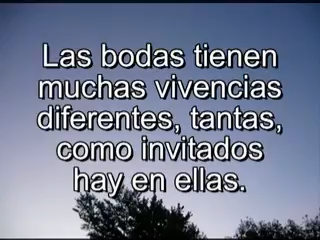 Las bodas tienen
muchas vivencias
diferentes, tantas,
como invitados
hay en ellas.